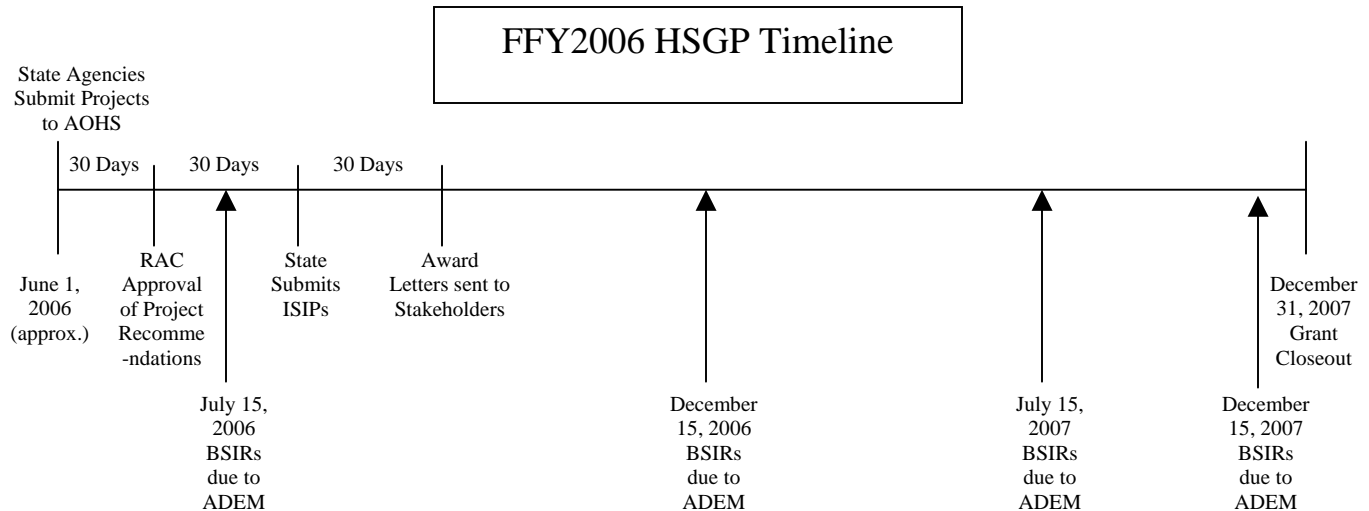 FFY2006 HSGP Timeline
State Agencies
Submit Projects
to AOHS
30 Days
30 Days
30 Days
June 1,
2006
(approx.)
RAC
Approval
of Project
Recomme
-ndations
State
Submits
ISIPs
Award
Letters sent to
Stakeholders
December
31, 2007
Grant
Closeout
July 15,
2006
BSIRs
due to
ADEM
December
15, 2006
BSIRs
due to
ADEM
July 15,
2007
BSIRs
due to
ADEM
December
15, 2007
BSIRs
due to
ADEM